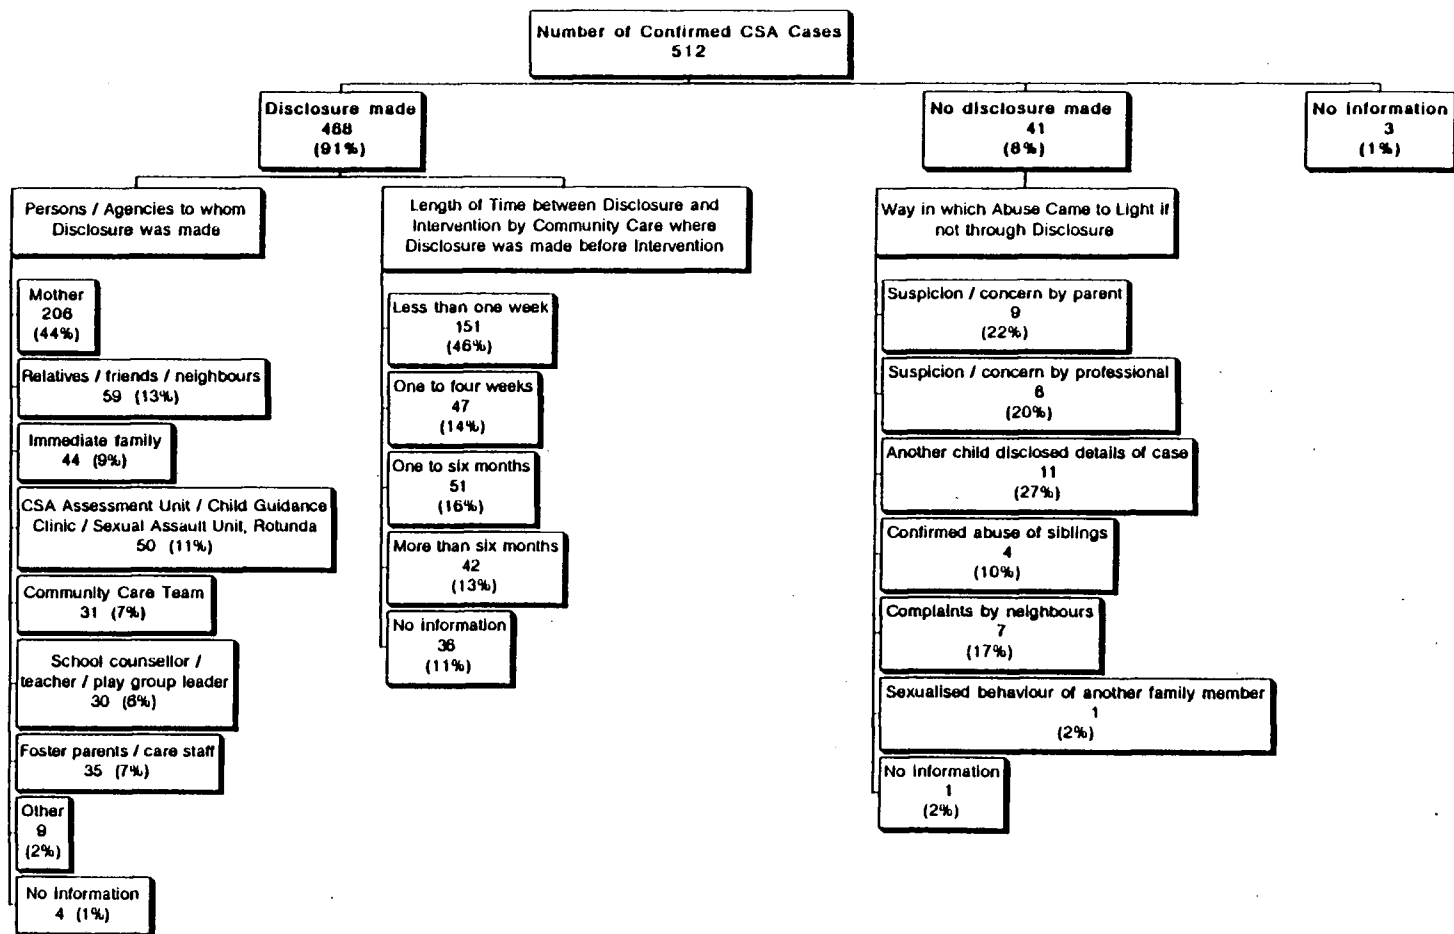 Number of Confirmed CSA Cases
512
Disclosure made
468
(91%)
No disclosure made
41
(8%)
No information
3
(1%)
Persons / Agencies to whom
Disclosure was made
Length of Time between Disclosure and
Intervention by Community Care where
Disclosure was made before Intervention
Way in which Abuse Came to Light if
not through Disclosure
Mother
206
(44%)
Relatives / friends / neighbours
59 (13%)
Immediate family
44 (9%)
CSA Assessment Unit / Child Guidance
Clinic / Sexual Assault Unit, Rotunda
50 (11%)
Community Care Team
31 (7%)
School counsellor /
teacher / play group leader
30 (6%)
Foster parents / care staff
35 (7%)
Other
9
(2%)
No Information
4 (1%)
Less than one week
151
(46%)
One to four weeks
47
(14%)
One to six months
51
(16%)
More than six months
42
(13%)
No information
36
(11%)
Suspicion / concern by parent
9
(22%)
Suspicion / concern by professional
8
(20%)
Another child disclosed details of case
11
(27%)
Confirmed abuse of siblings
4
(10%)
Complaints by neighbours
7
(17%)
Sexualised behaviour of another family member
1
(2%)
No information
1
(2%)